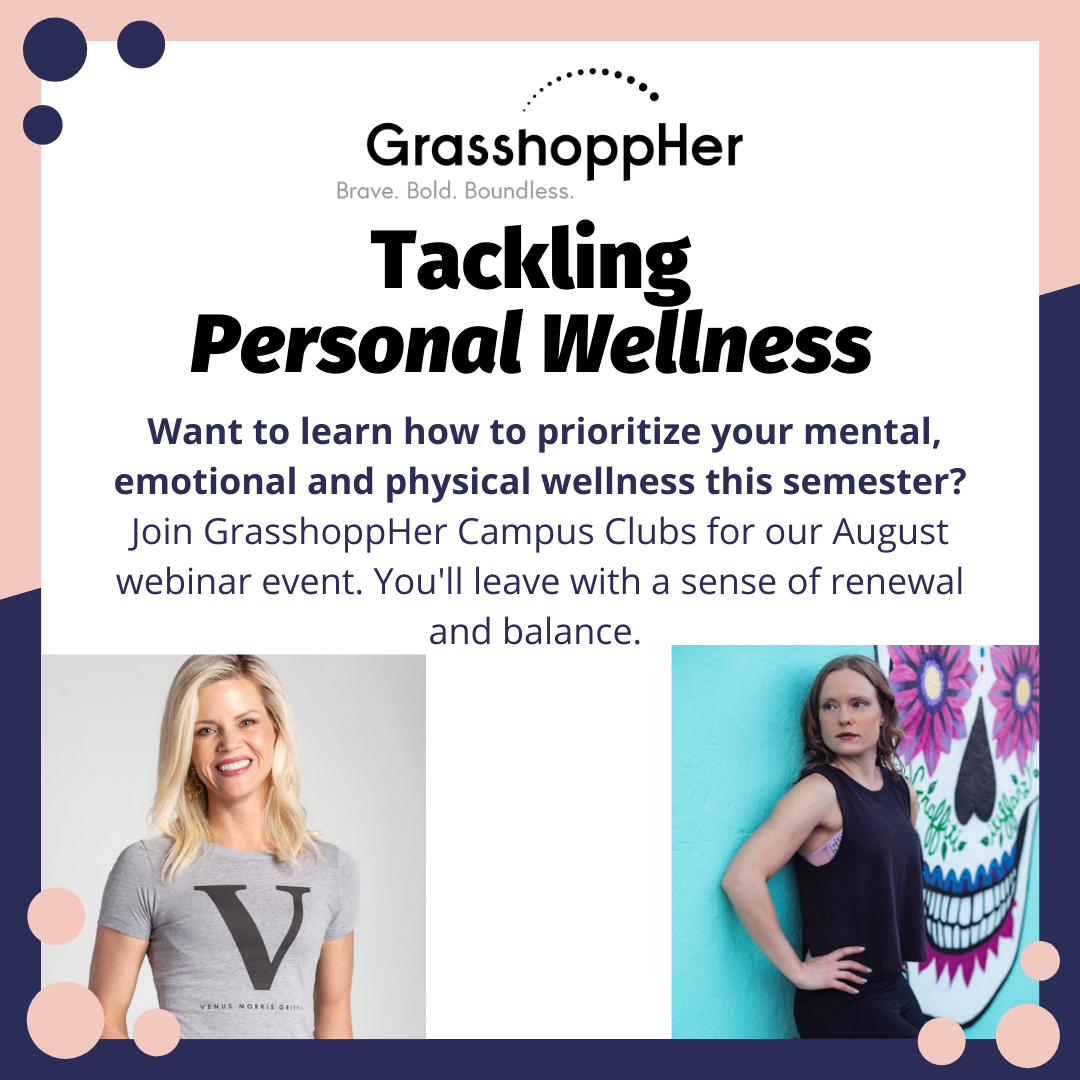 GrasshoppHer
Brave. Bold. Boundless.
Tackling
Personal Wellness
Want to learn how to prioritize your mental,
emotional and physical wellness this semester?
Join GrasshoppHer Campus Clubs for our August
webinar event. You'll leave with a sense of renewal
and balance.
V
VENUS MORRIS GRIFFIN